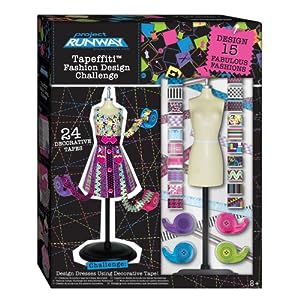 project
RUNWAY
Tapeffiti™
Fashion Design
Challenge
DESIGN
15
FABULOUS
FASHIONS
24
DECORATIVE
TAPES
Challenge:
Design Dresses Using Decorative Tape!
8+